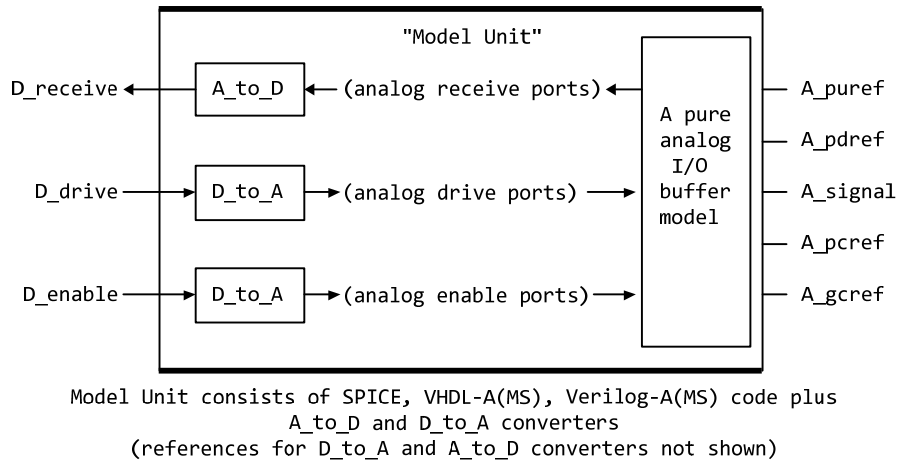 "Model Unit"
D_receive
A_to_D
(analog receive ports)
A_puref
A pure
analog
I/O
buffer
model
A_pdref
D_drive
D_to_A
(analog drive ports)
A_signal
A_pcref
D_enable
D_to_A
(analog enable ports)
A_gcref
Model Unit consists of SPICE, VHDL-A(MS), Verilog-A(MS) code plus
A_to_D and D_to_A converters
(references for D_to_A and A_to_D converters not shown)